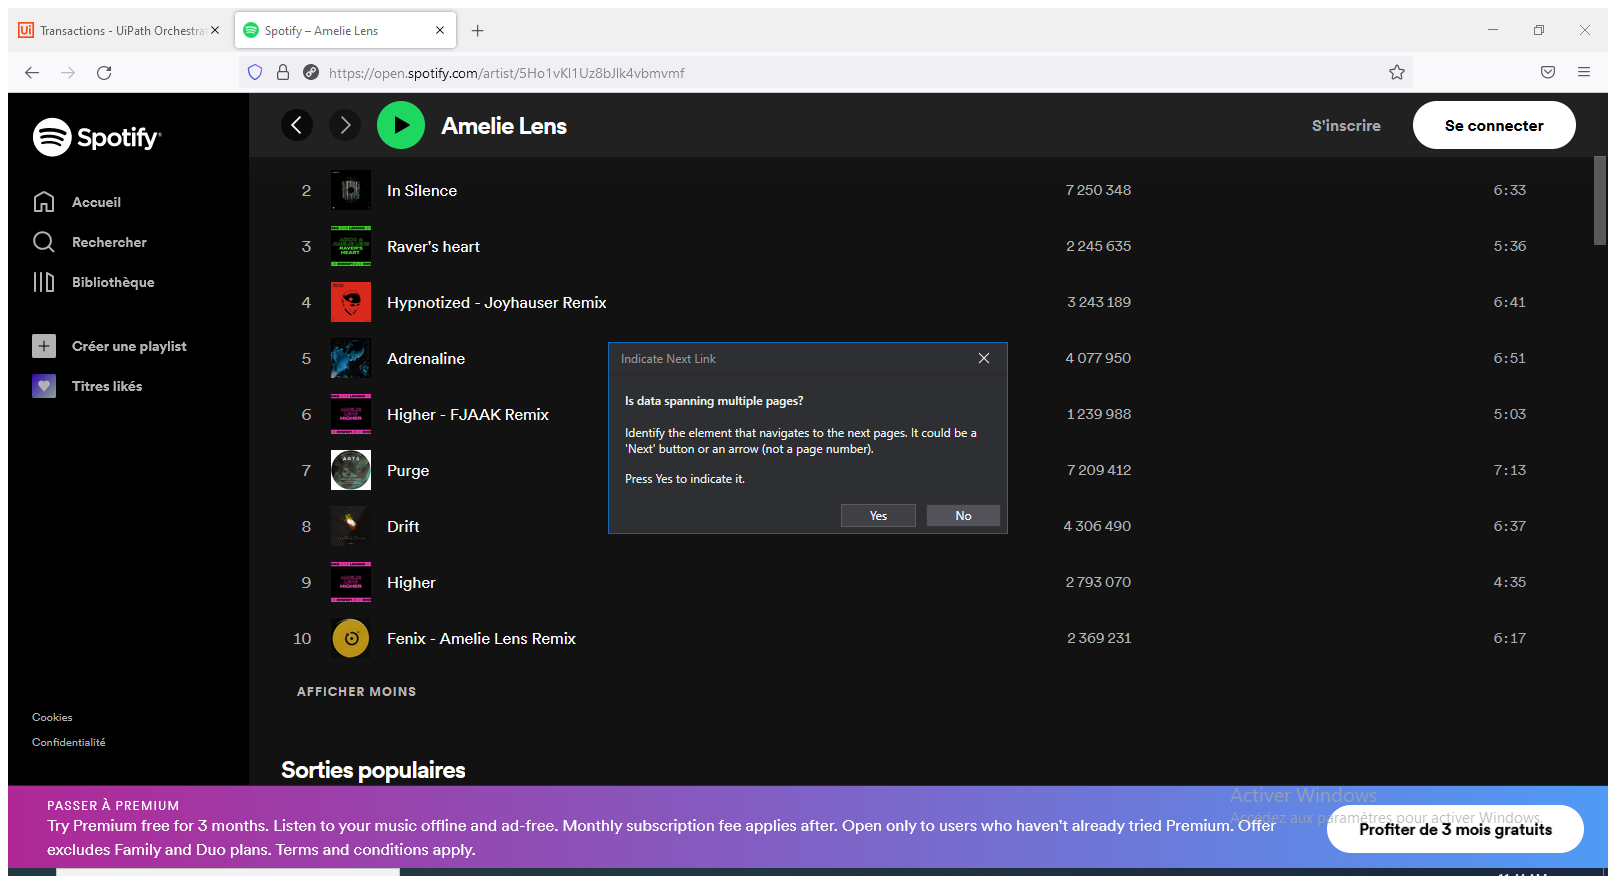 Transactions - UiPath Orchestrat
Spotify – Amelie Lens
https://open.spotify.com/artist/5Ho1vKl1Uz8bJlk4vbmvmf
Spotify
Accueil
Rechercher
Bibliothèque
Créer une playlist
Titres likés
Cookies
Confidentialité
Amelie Lens
S'inscrire
Se connecter
2 In Silence 7 250 348 6:33
3 Raver's heart 2 245 635 5:36
4 Hypnotized - Joyhauser Remix 3 243 189 6:41
5 Adrenaline 4 077 950 6:51
6 Higher - FJAAK Remix 1 239 988 5:03
7 Purge 7 209 412 7:13
8 Drift 4 306 490 6:37
9 Higher 2 793 070 4:35
10 Fenix - Amelie Lens Remix 2 369 231 6:17
AFFICHER MOINS
Sorties populaires
Indicate Next Link
Is data spanning multiple pages?
Identify the element that navigates to the next pages. It could be a
'Next' button or an arrow (not a page number).
Press Yes to indicate it.
Yes
No
PASSER À PREMIUM
Try Premium free for 3 months. Listen to your music offline and ad-free. Monthly subscription fee applies after. Open only to users who haven't already tried Premium. Offer
excludes Family and Duo plans. Terms and conditions apply.
Activer Windows
Accédez aux paramètres pour activer Windows.
Profiter de 3 mois gratuits